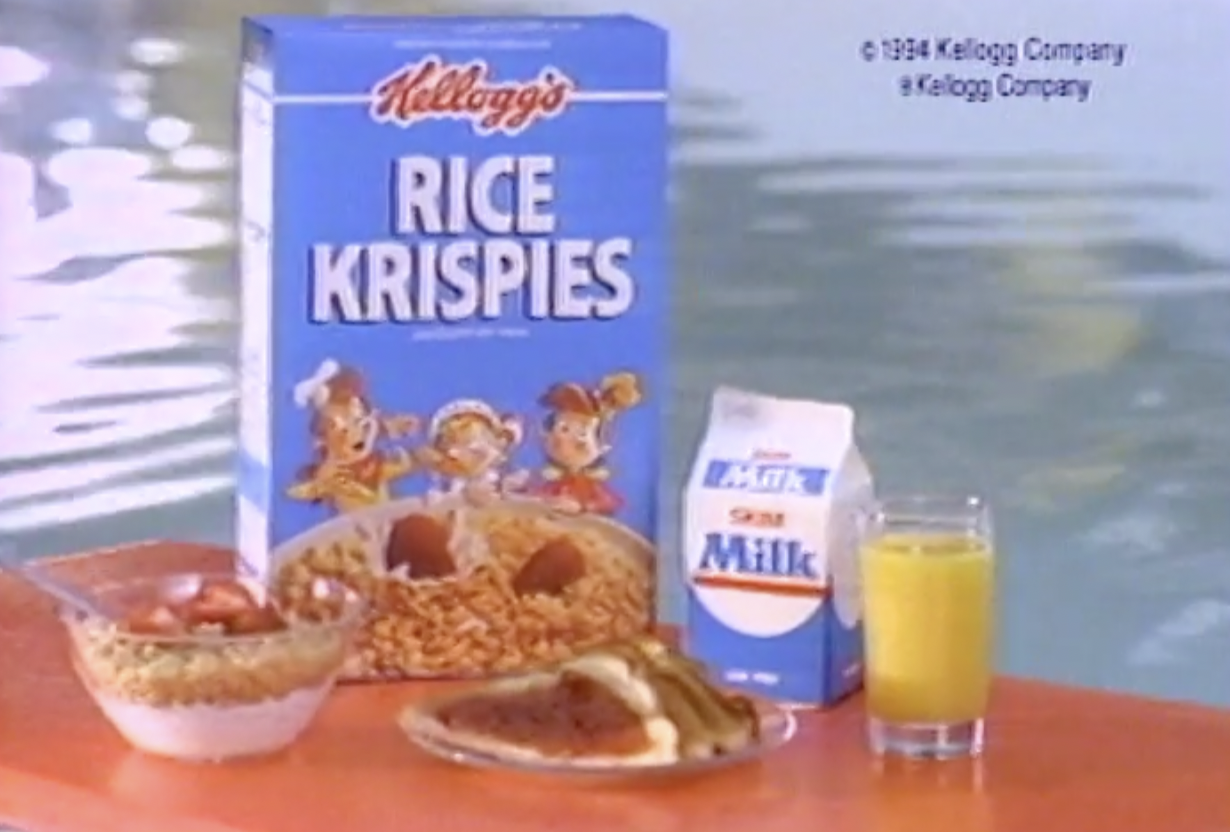 © 1994 Kellogg Company
® Kellogg Company
Kellogg's
RICE
KRISPIES
Milk
SKIM
Milk